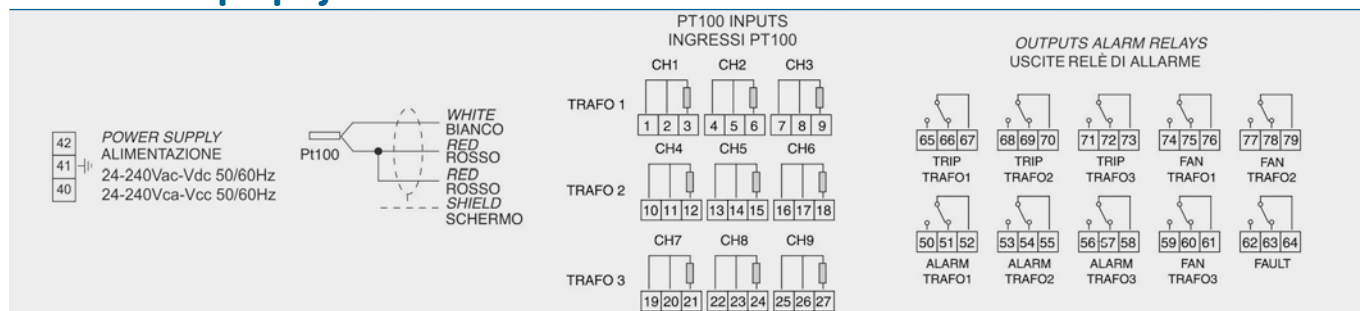 42
41
40
POWER SUPPLY
ALIMENTAZIONE
24-240Vac-Vdc 50/60Hz
24-240Vca-Vcc 50/60Hz
Pt100
WHITE
BIANCO
RED
ROSSO
RED
ROSSO
SHIELD
SCHERMO
PT100 INPUTS
INGRESSI PT100
CH1 CH2 CH3
TRAFO 1
1 2 3 4 5 6 7 8 9
CH4 CH5 CH6
TRAFO 2
10 11 12 13 14 15 16 17 18
CH7 CH8 CH9
TRAFO 3
19 20 21 22 23 24 25 26 27
OUTPUTS ALARM RELAYS
USCITE RELÈ DI ALLARME
65 66 67 68 69 70 71 72 73 74 75 76 77 78 79
TRIP TRIP TRIP FAN FAN
TRAFO1 TRAFO2 TRAFO3 TRAFO1 TRAFO2
50 51 52 53 54 55 56 57 58 59 60 61 62 63 64
ALARM ALARM ALARM FAN FAULT
TRAFO1 TRAFO2 TRAFO3 TRAFO3